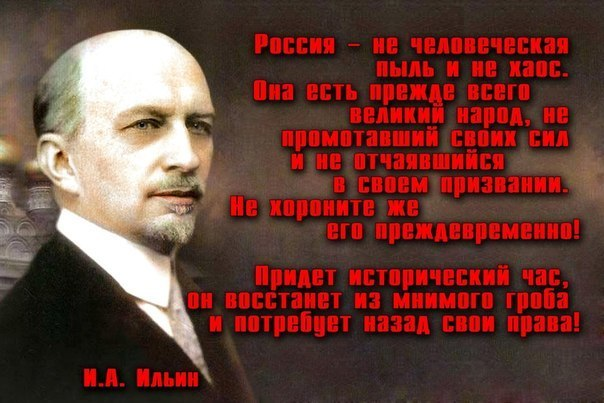 Россия – не человеческая
пыль и не хаос.
Она есть прежде всего
великий народ, не
промотавший своих сил
и не отчаявшийся
в своем призвании.
Не хороните же
его преждевременно!
Придет исторический час,
он восстанет из мнимого гроба
и потребует назад свои права!
И.А. Ильин